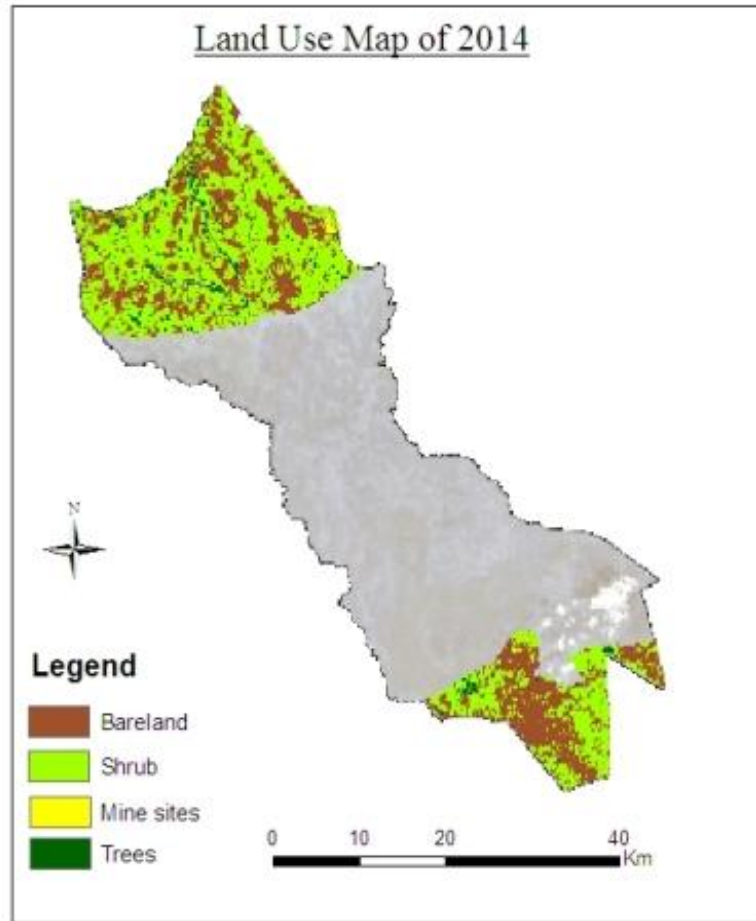 Land Use Map of 2014
N
Legend
Bareland
Shrub
Mine sites
Trees
0 10 20 40
Km